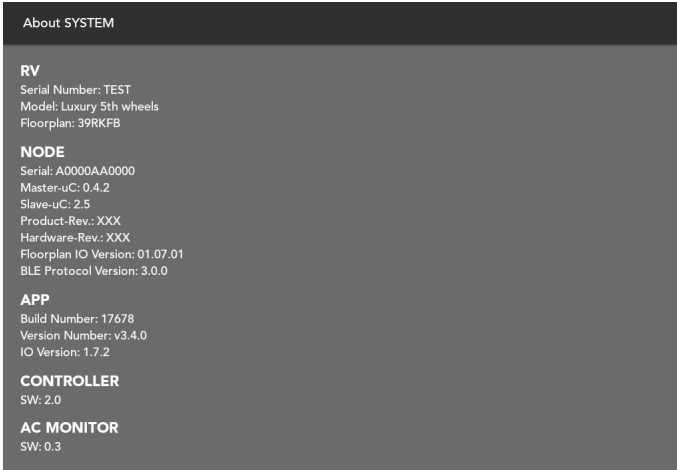 About SYSTEM
RV
Serial Number: TEST
Model: Luxury 5th wheels
Floorplan: 39RKFB
NODE
Serial: A0000AA0000
Master-uC: 0.4.2
Slave-uC: 2.5
Product-Rev.: XXX
Hardware-Rev.: XXX
Floorplan IO Version: 01.07.01
BLE Protocol Version: 3.0.0
APP
Build Number: 17678
Version Number: v3.4.0
IO Version: 1.7.2
CONTROLLER
SW: 2.0
AC MONITOR
SW: 0.3